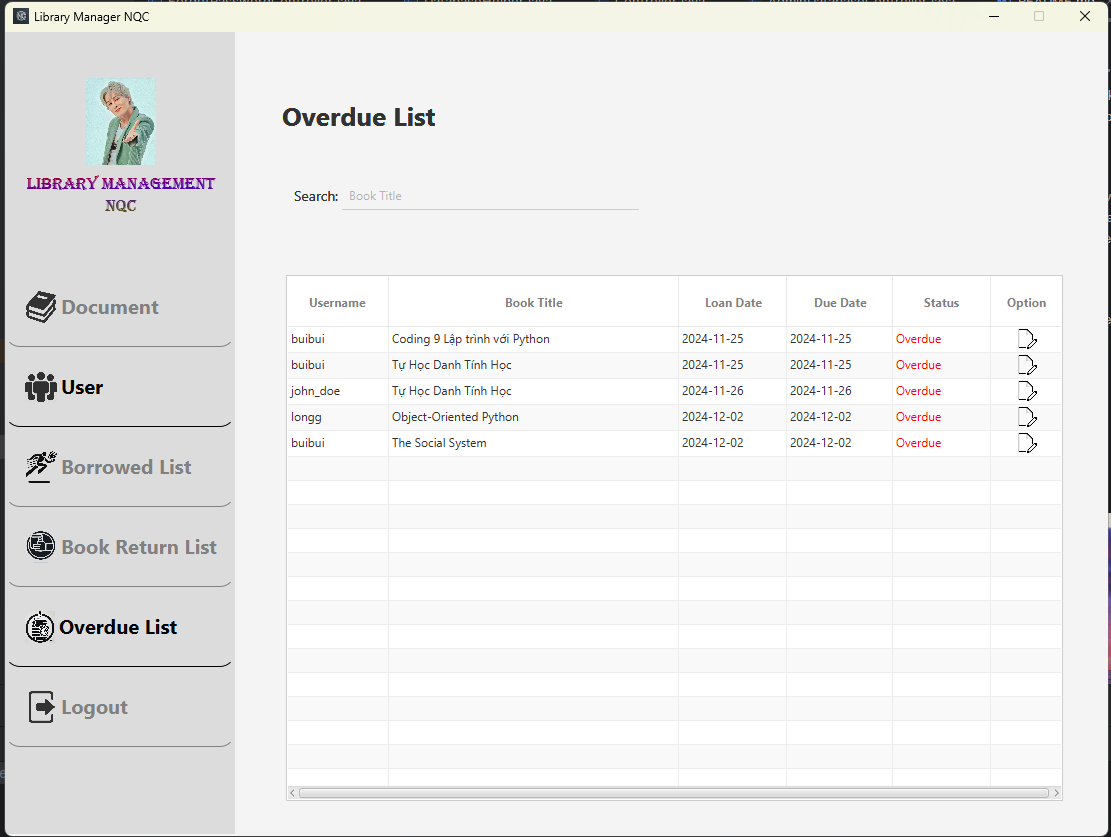 Library Manager NQC
LIBRARY MANAGEMENT
NQC
Document
User
Borrowed List
Book Return List
Overdue List
Logout
Overdue List
Search: Book Title
Username Book Title Loan Date Due Date Status Option
buibui Coding 9 Lập trình với Python 2024-11-25 2024-11-25 Overdue
buibui Tự Học Danh Tính Học 2024-11-25 2024-11-25 Overdue
john_doe Tự Học Danh Tính Học 2024-11-26 2024-11-26 Overdue
longg Object-Oriented Python 2024-12-02 2024-12-02 Overdue
buibui The Social System 2024-12-02 2024-12-02 Overdue